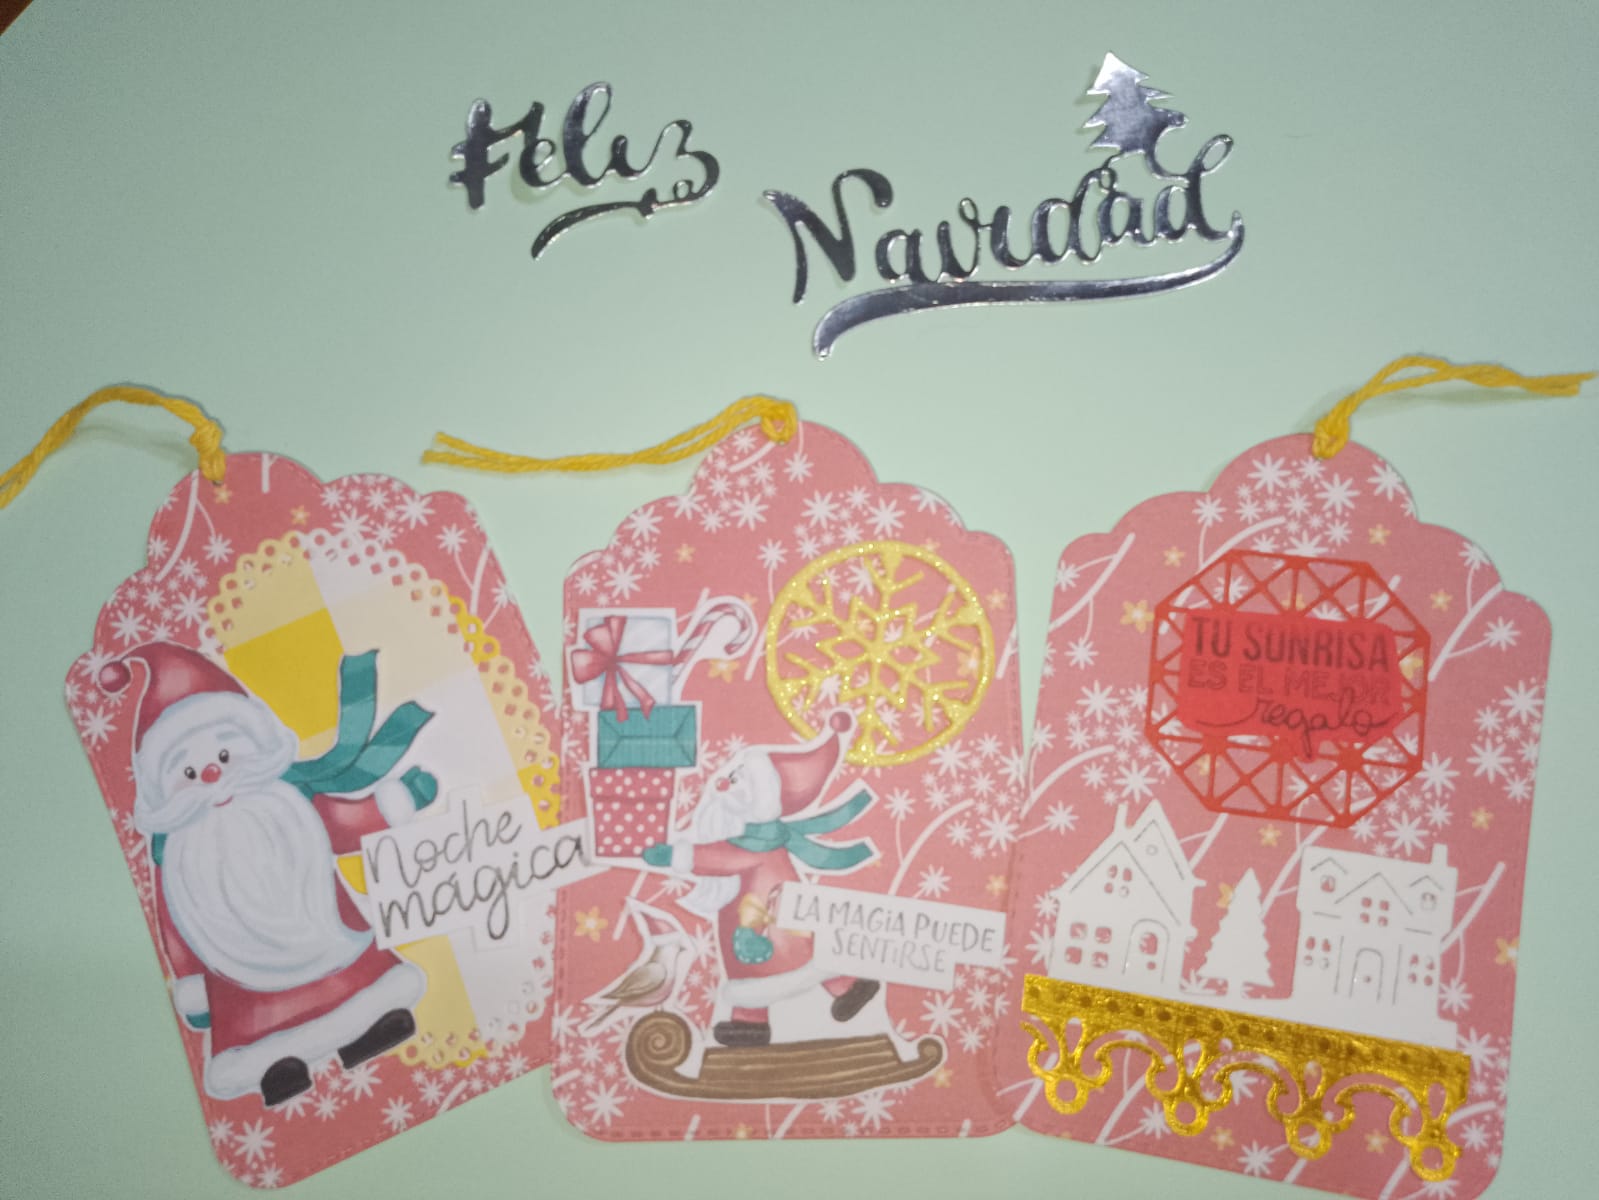 Feliz
Navidad
Noche
mágica
LA MAGIA PUEDE
SENTIRSE
TU SONRISA
ES EL MEJOR
regalo